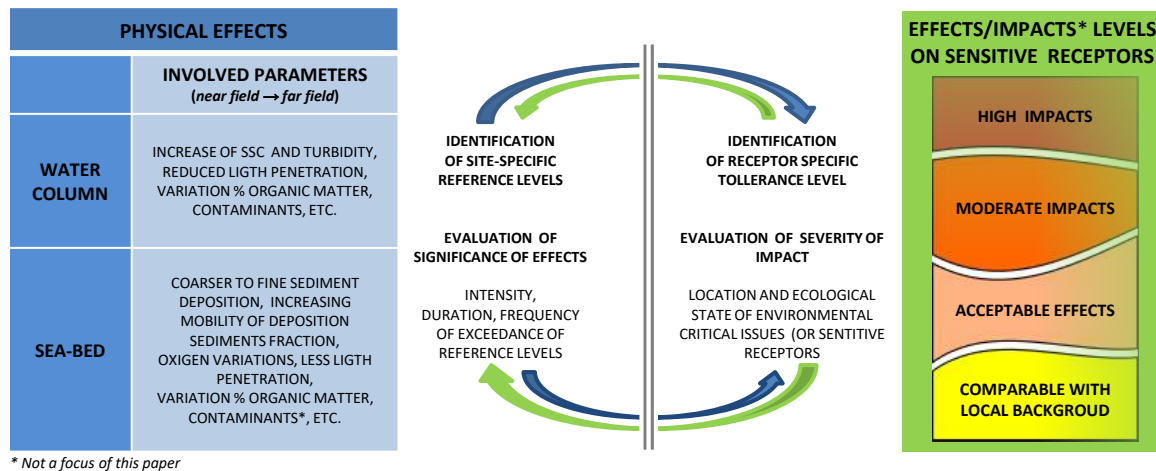 PHYSICAL EFFECTS
INVOLVED PARAMETERS
(near field → far field)
WATER
COLUMN
INCREASE OF SSC AND TURBIDITY,
REDUCED LIGTH PENETRATION,
VARIATION % ORGANIC MATTER,
CONTAMINANTS, ETC.
SEA-BED
COARSER TO FINE SEDIMENT
DEPOSITION, INCREASING
MOBILITY OF DEPOSITION
SEDIMENTS FRACTION,
OXIGEN VARIATIONS, LESS LIGTH
PENETRATION,
VARIATION % ORGANIC MATTER,
CONTAMINANTS*, ETC.
* Not a focus of this paper
IDENTIFICATION
OF SITE-SPECIFIC
REFERENCE LEVELS
EVALUATION OF
SIGNIFICANCE OF EFFECTS
INTENSITY,
DURATION, FREQUENCY
OF EXCEEDANCE OF
REFERENCE LEVELS
IDENTIFICATION
OF RECEPTOR SPECIFIC
TOLLERANCE LEVEL
EVALUATION OF SEVERITY OF
IMPACT
LOCATION AND ECOLOGICAL
STATE OF ENVIRONMENTAL
CRITICAL ISSUES (OR SENTITIVE
RECEPTORS
EFFECTS/IMPACTS* LEVELS
ON SENSITIVE RECEPTORS
HIGH IMPACTS
MODERATE IMPACTS
ACCEPTABLE EFFECTS
COMPARABLE WITH
LOCAL BACKGROUD